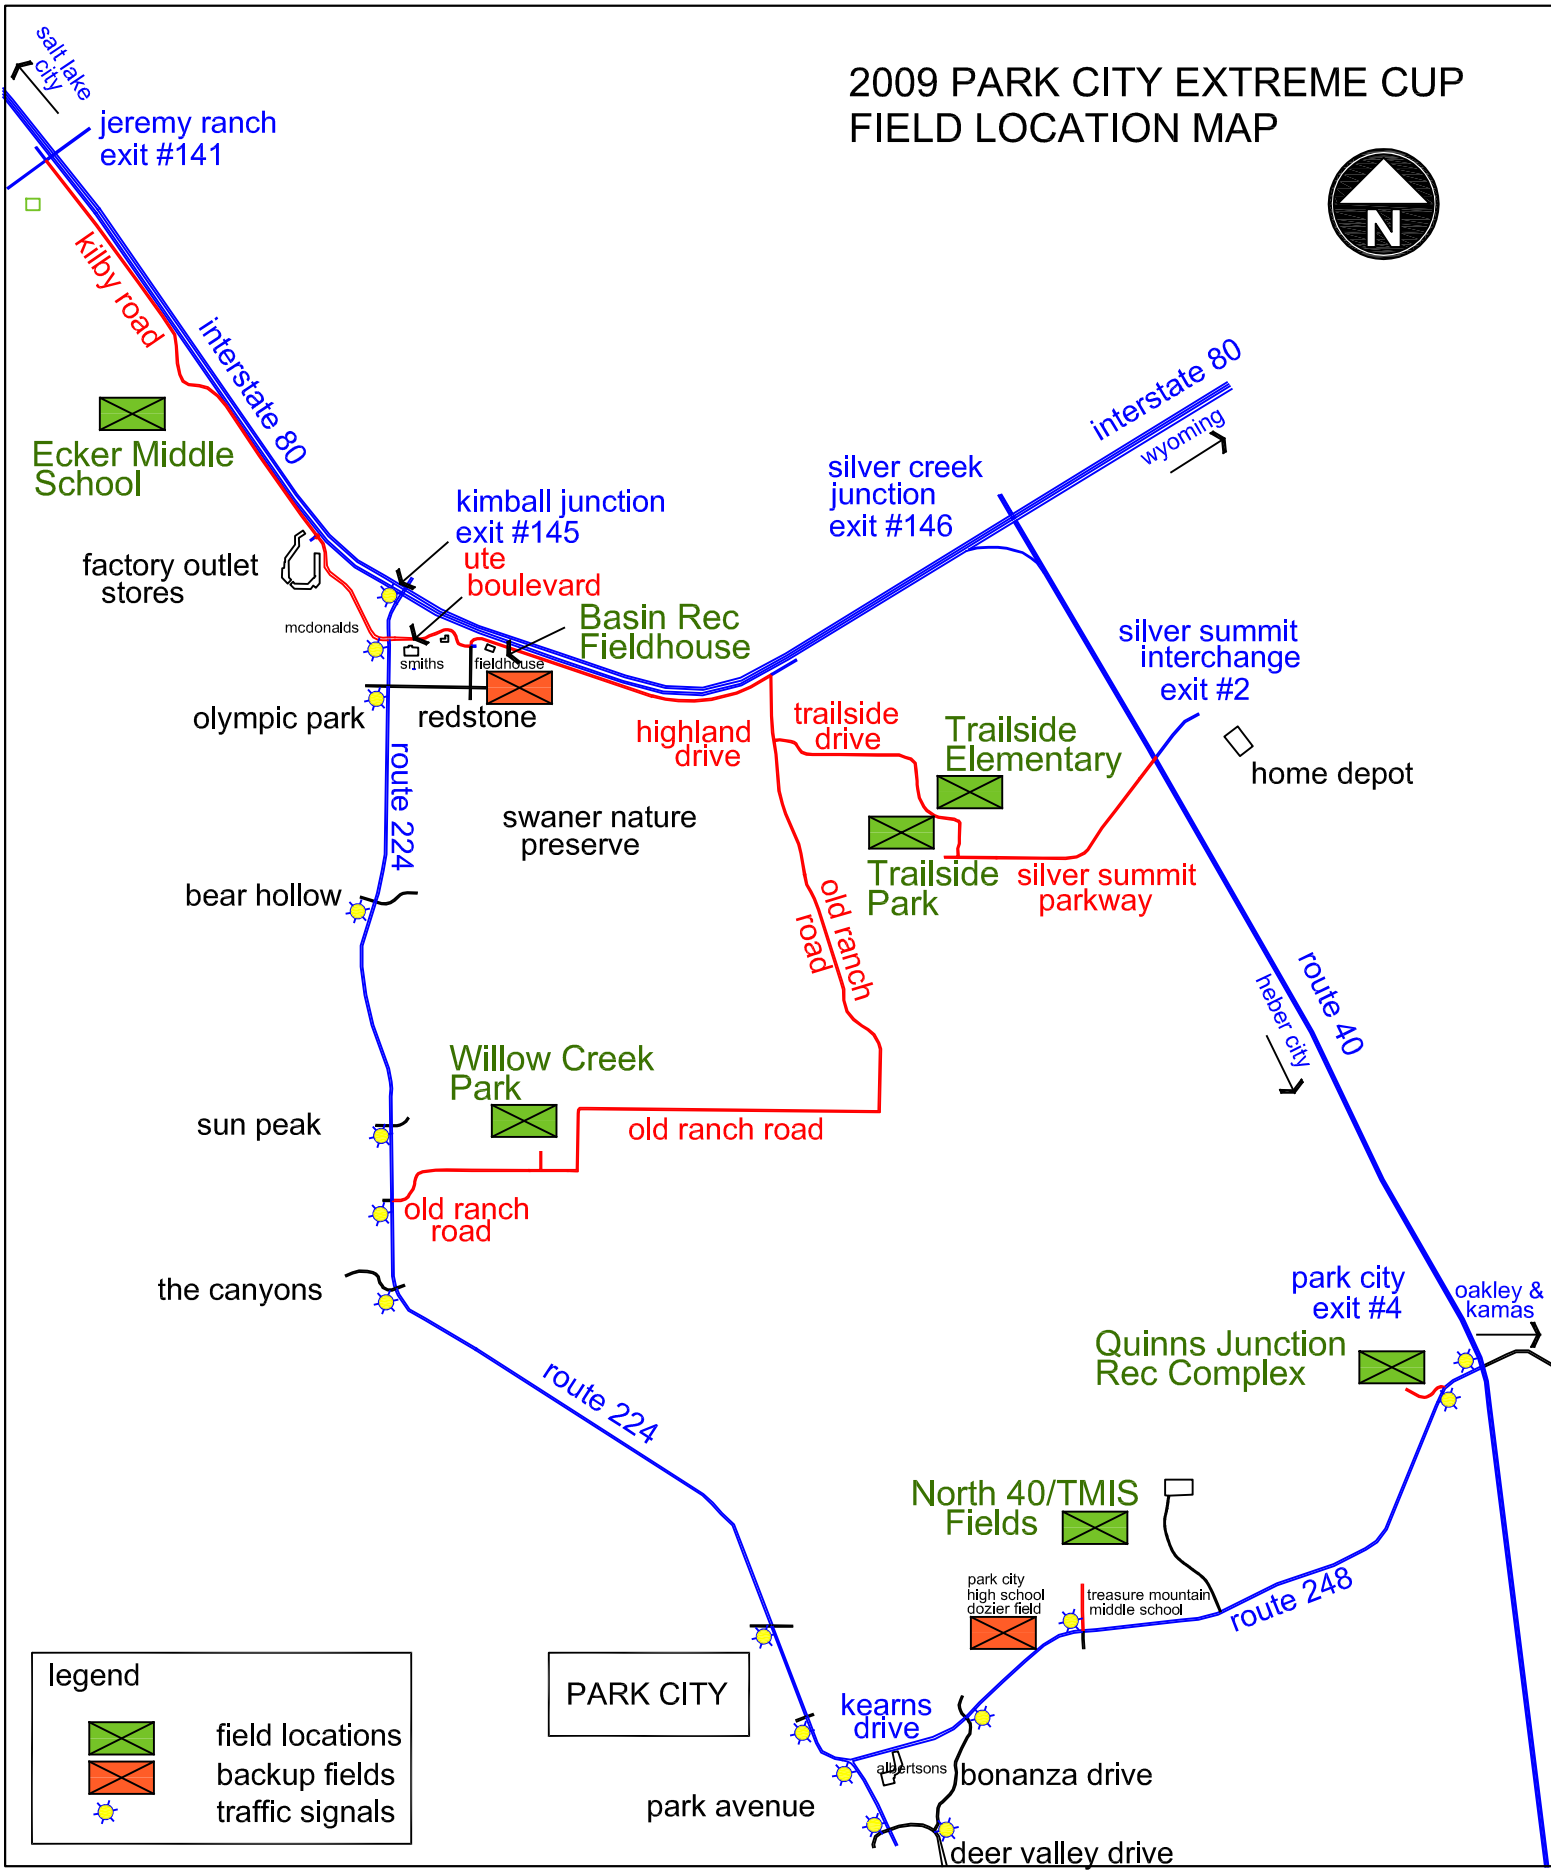 2009 PARK CITY EXTREME CUP
FIELD LOCATION MAP
N
salt lake
city
jeremy ranch
exit #141
kilby road
interstate 80
Ecker Middle
School
interstate 80
wyoming
silver creek
junction
exit #146
kimball junction
exit #145
ute
boulevard
factory outlet
stores
mcdonalds
smiths
fieldhouse
Basin Rec
Fieldhouse
silver summit
interchange
exit #2
olympic park
redstone
highland
drive
trailside
drive
Trailside
Elementary
home depot
route 224
swaner nature
preserve
bear hollow
Trailside
Park
silver summit
parkway
old ranch
road
route 40
heber city
Willow Creek
Park
sun peak
old ranch road
old ranch
road
the canyons
park city
exit #4
oakley &
kamas
Quinns Junction
Rec Complex
route 224
North 40/TMIS
Fields
park city
high school
dozier field
treasure mountain
middle school
route 248
legend
field locations
backup fields
traffic signals
PARK CITY
kearns
drive
albertsons
bonanza drive
park avenue
deer valley drive